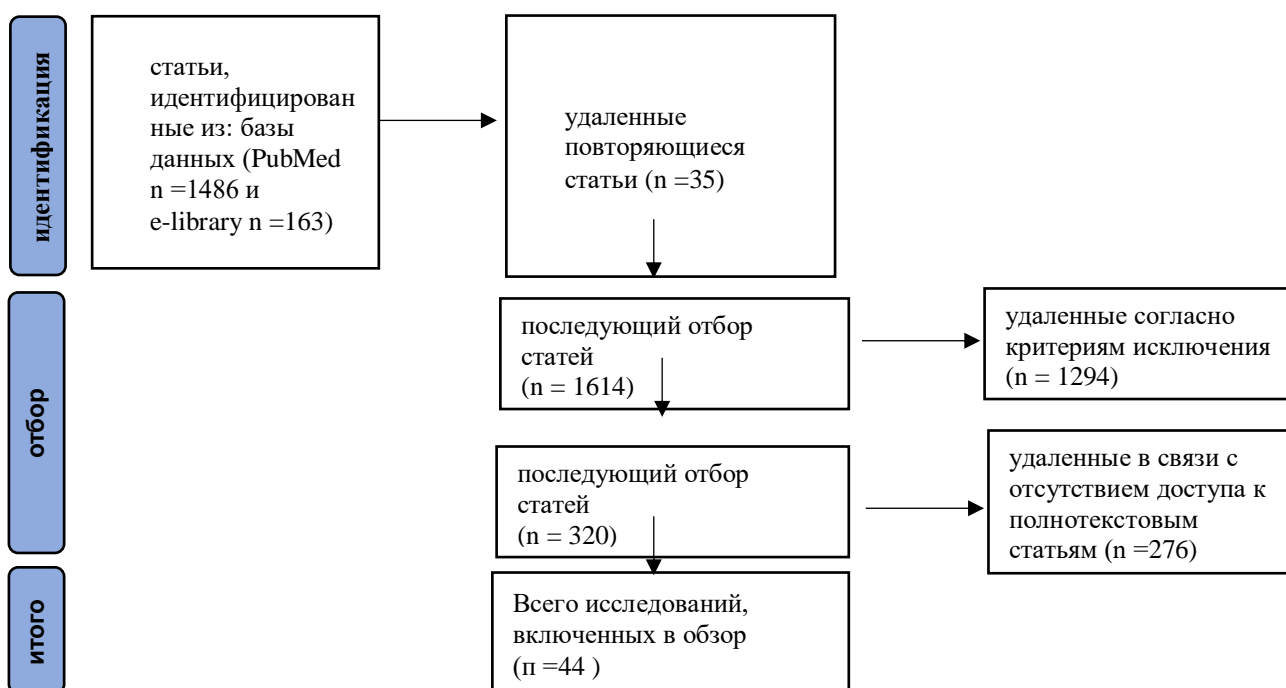 идентификация
статьи,
идентифицирован
ные из: базы
данных (PubMed
n =1486 и
e-library n =163)
удаленные
повторяющиеся
статьи (n =35)
отбор
последующий отбор
статей
(n = 1614)
удаленные согласно
критериям исключения
(n = 1294)
последующий отбор
статей
(n = 320)
удаленные в связи с
отсутствием доступа к
полнотекстовым
статьям (n =276)
итого
Всего исследований,
включенных в обзор
(п =44 )